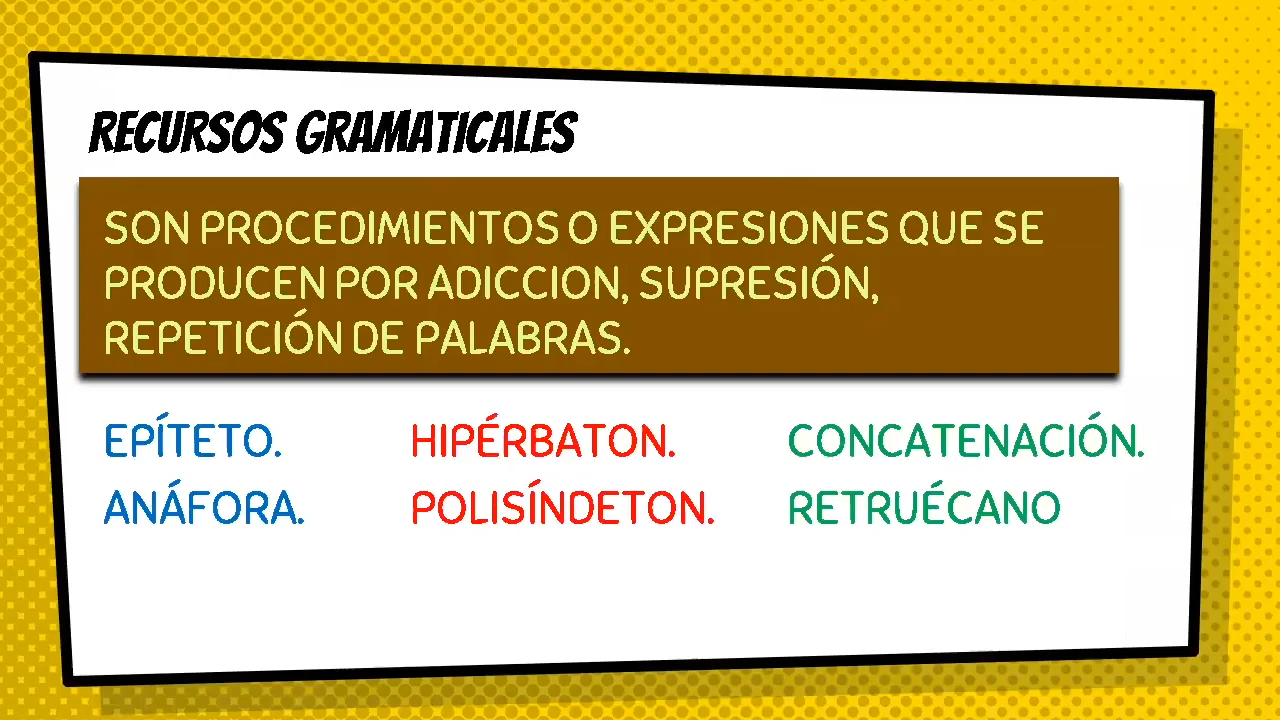 RECURSOS GRAMATICALES
SON PROCEDIMIENTOS O EXPRESIONES QUE SE
PRODUCEN POR ADICCION, SUPRESIÓN,
REPETICIÓN DE PALABRAS.
EPÍTETO. HIPÉRBATON. CONCATENACIÓN.
ANÁFORA. POLISÍNDETON. RETRUÉCANO